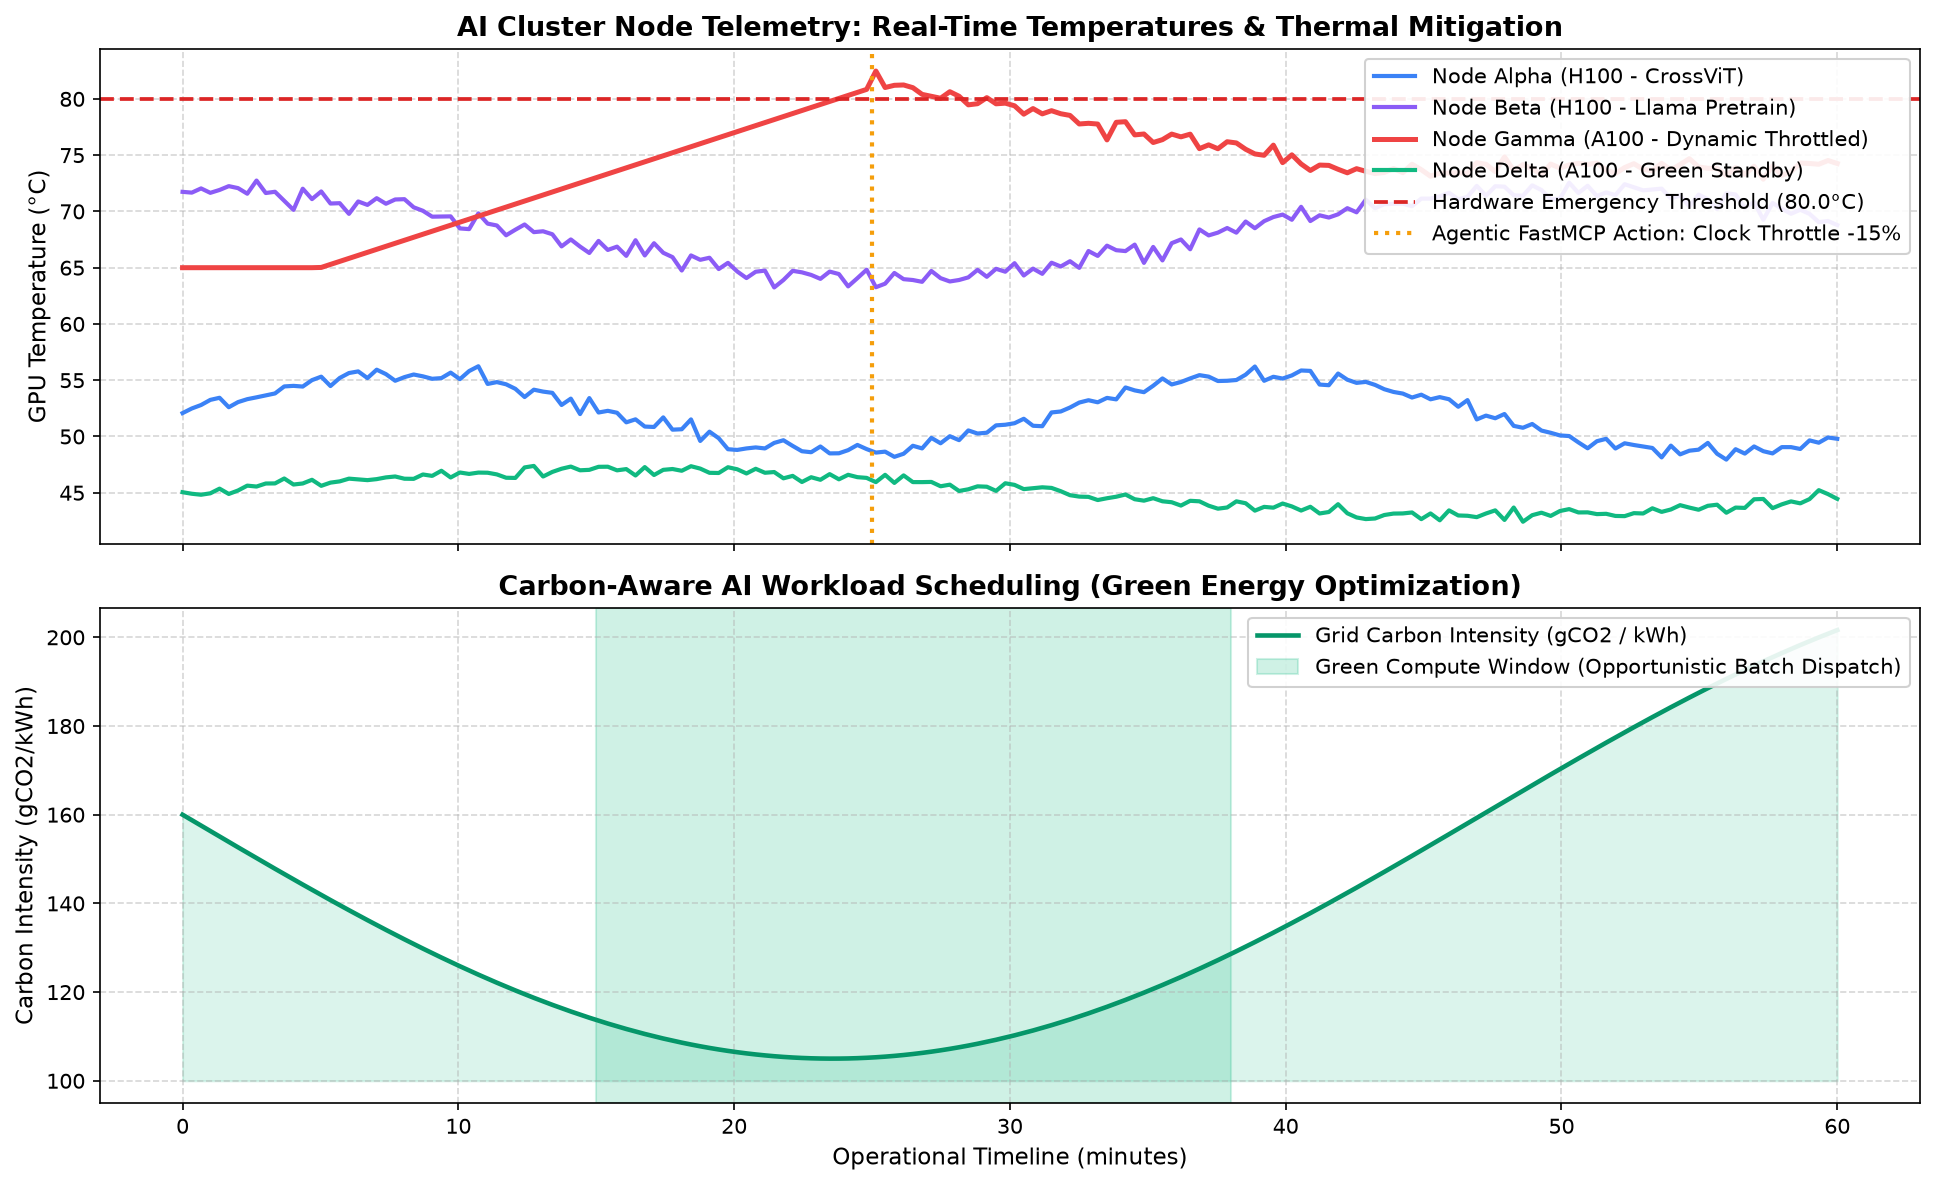 AI Cluster Node Telemetry: Real-Time Temperatures & Thermal Mitigation
GPU Temperature (°C)
80
75
70
65
60
55
50
45
Node Alpha (H100 - CrossViT)
Node Beta (H100 - Llama Pretrain)
Node Gamma (A100 - Dynamic Throttled)
Node Delta (A100 - Green Standby)
Hardware Emergency Threshold (80.0°C)
Agentic FastMCP Action: Clock Throttle -15%
Carbon-Aware AI Workload Scheduling (Green Energy Optimization)
Carbon Intensity (gCO2/kWh)
200
180
160
140
120
100
Grid Carbon Intensity (gCO2 / kWh)
Green Compute Window (Opportunistic Batch Dispatch)
0 10 20 30 40 50 60
Operational Timeline (minutes)